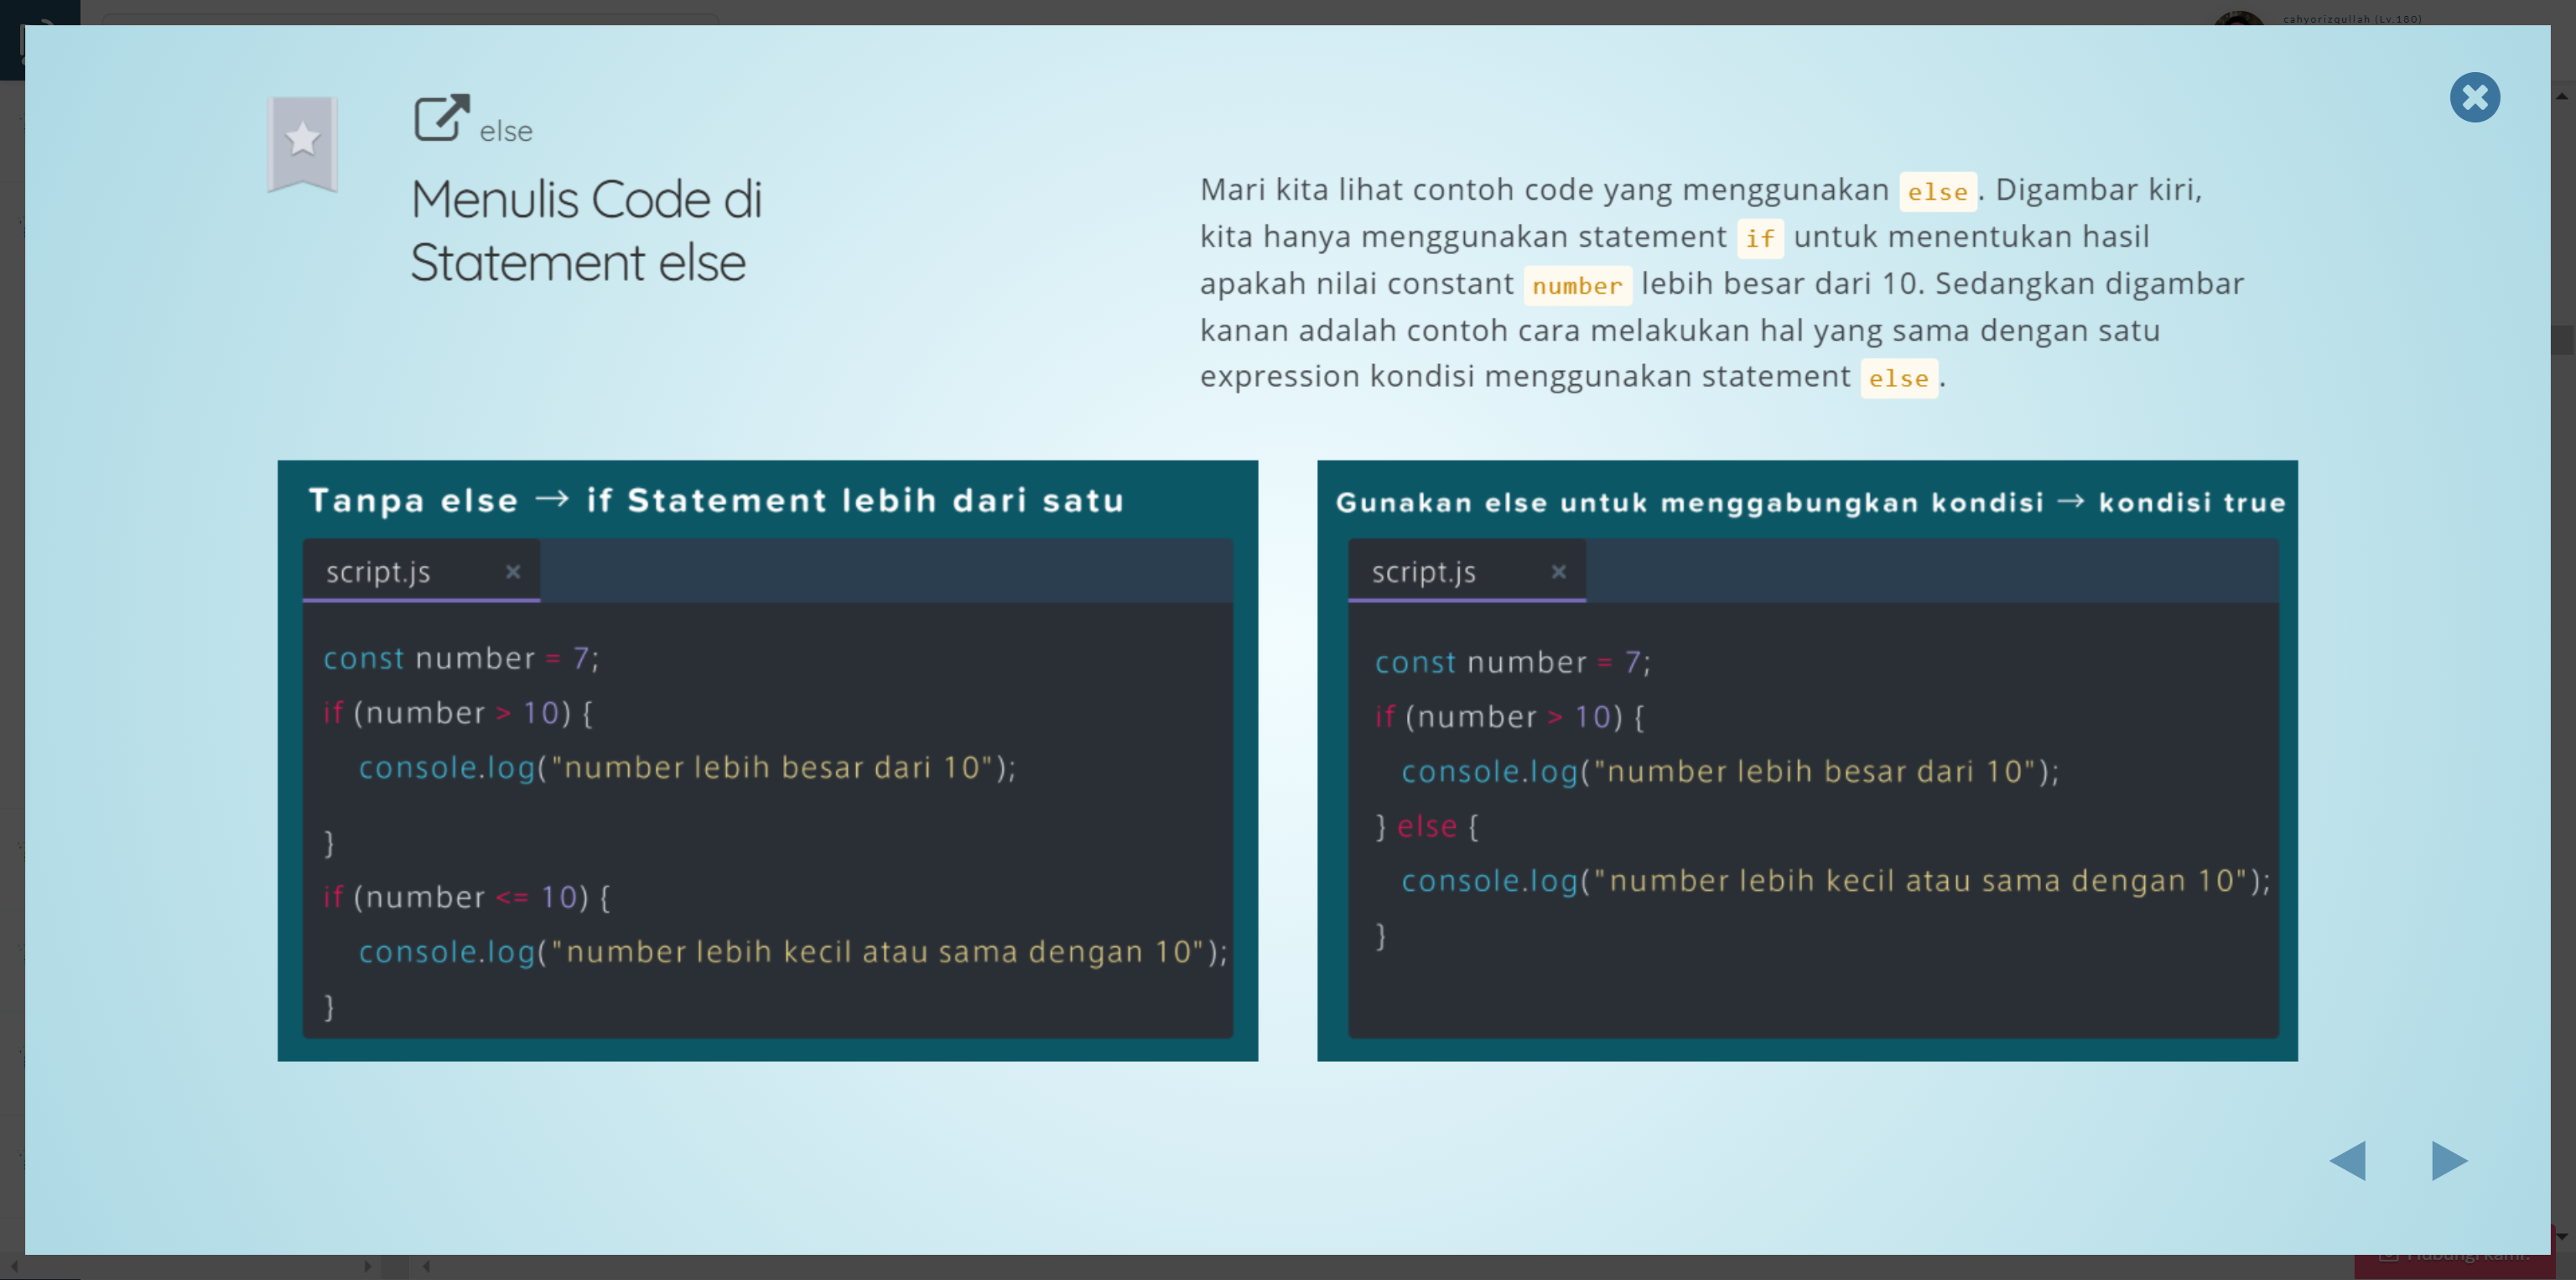 cahyorizqullah (Lv.180)
else
Menulis Code di
Statement else
Mari kita lihat contoh code yang menggunakan else. Digambar kiri,
kita hanya menggunakan statement if untuk menentukan hasil
apakah nilai constant number lebih besar dari 10. Sedangkan digambar
kanan adalah contoh cara melakukan hal yang sama dengan satu
expression kondisi menggunakan statement else.
Tanpa else → if Statement lebih dari satu
script.js ×
const number = 7;
if (number > 10) {
console.log("number lebih besar dari 10");
}
if (number <= 10) {
console.log("number lebih kecil atau sama dengan 10");
}
Gunakan else untuk menggabungkan kondisi → kondisi true
script.js ×
const number = 7;
if (number > 10) {
console.log("number lebih besar dari 10");
} else {
console.log("number lebih kecil atau sama dengan 10");
}
Hubungi kami.